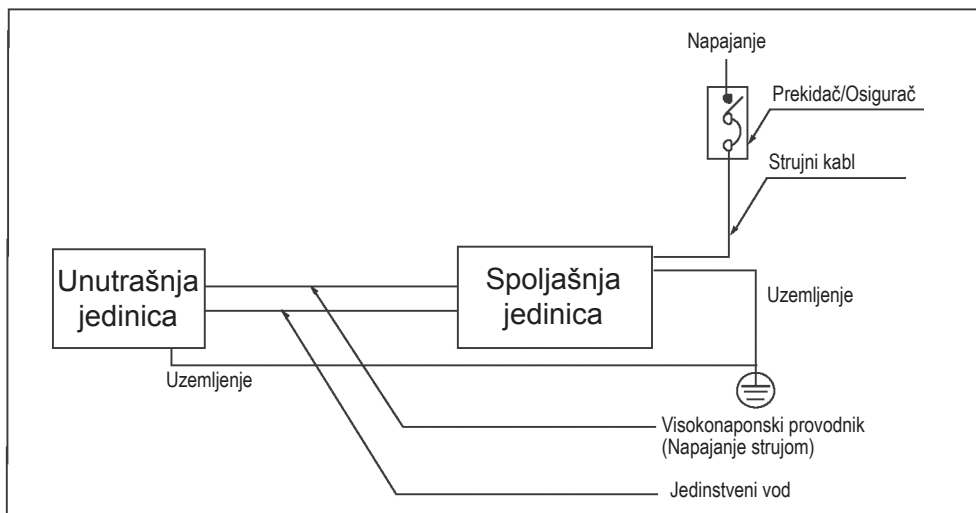 Napajanje
Prekidač/Osigurač
Strujni kabl
Unutrašnja
jedinica
Spoljašnja
jedinica
Uzemljenje
Uzemljenje
Visokonaponski provodnik
(Napajanje strujom)
Jedinstveni vod